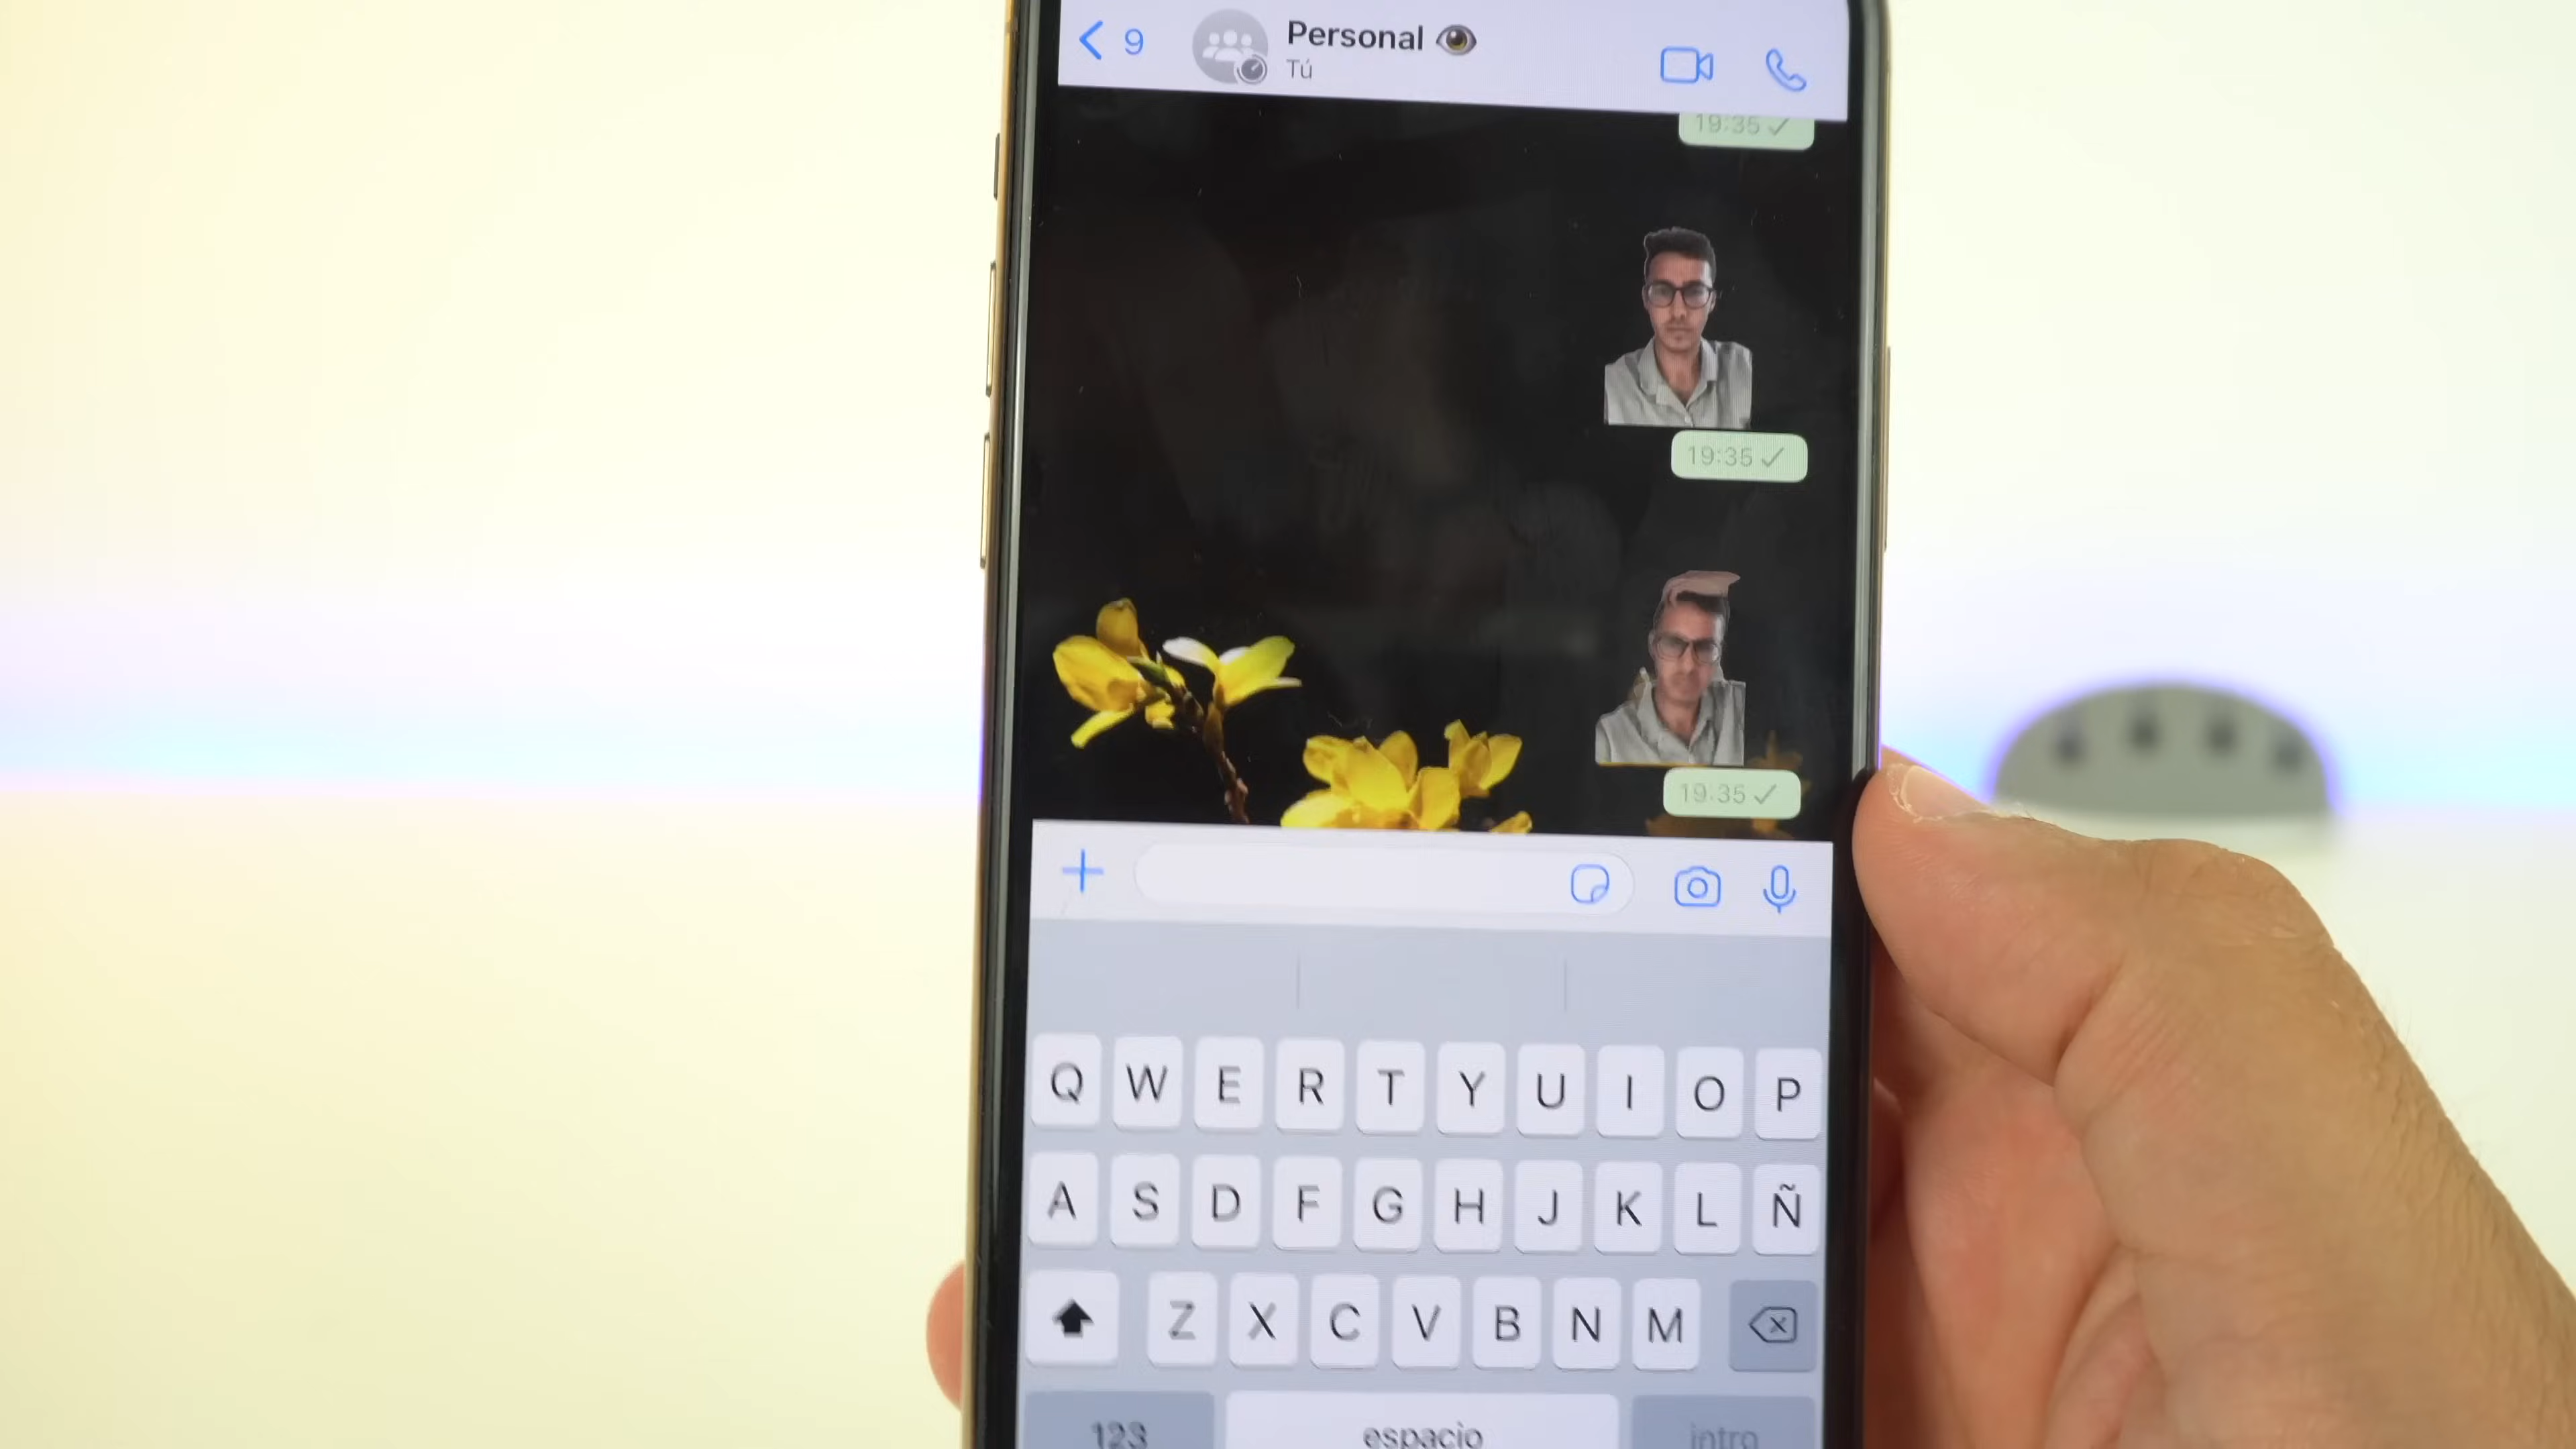 9 Personal 👁
Tú
19:35 ✓
19:35 ✓
19:35 ✓
Q W E R T Y U I O P
A S D F G H J K L Ñ
Z X C V B N M
123 espacio intro